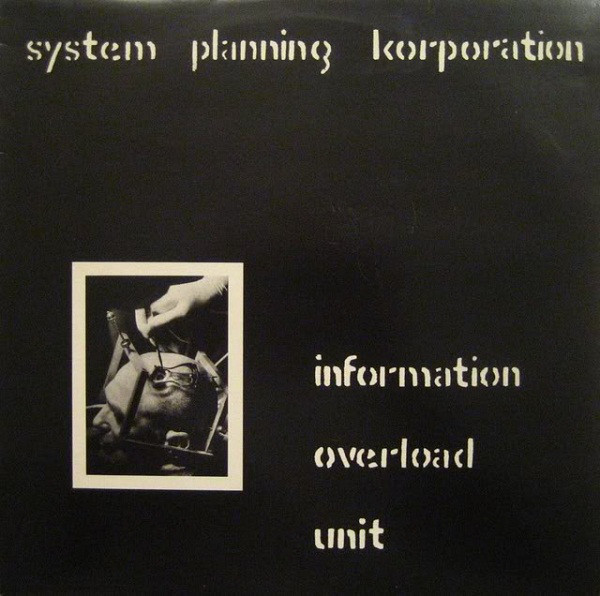 system planning korporation
information
overload
unit